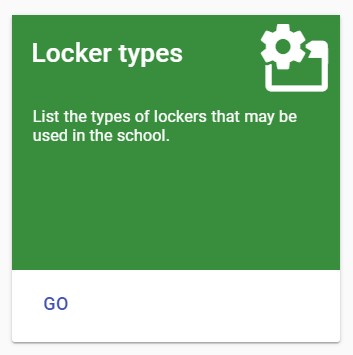 Locker types
List the types of lockers that may be
used in the school.
GO